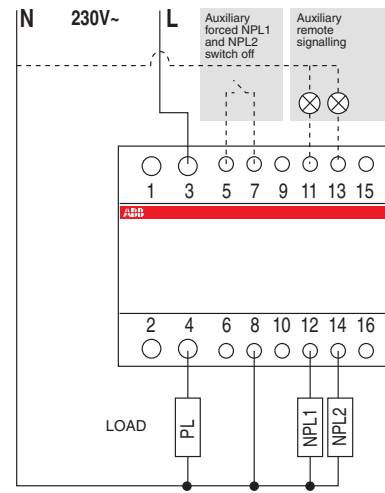 N 230V~ L
Auxiliary
forced NPL1
and NPL2
switch off
Auxiliary
remote
signalling
1 3 5 7 9 11 13 15
ABB
2 4 6 8 10 12 14 16
LOAD
PL
NPL1
NPL2